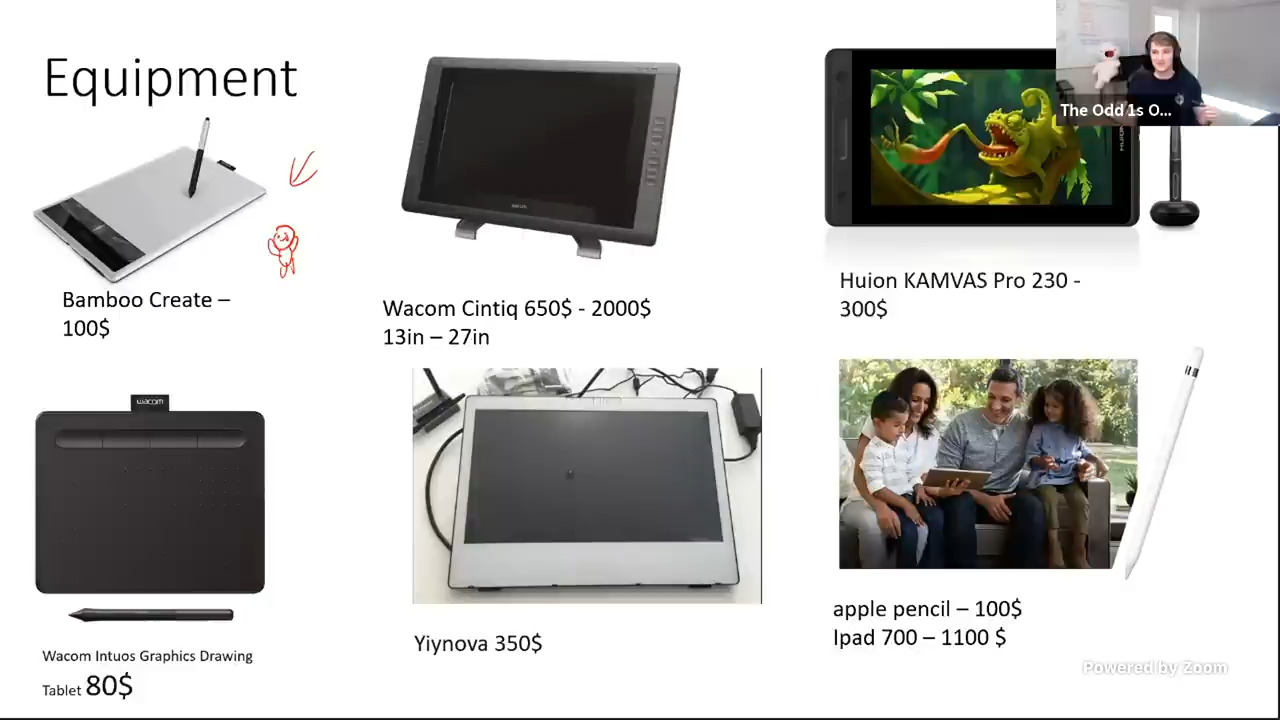 Equipment
The Odd 1s O...
HUION
Bamboo Create –
100$
Wacom Cintiq 650$ - 2000$
13in – 27in
Huion KAMVAS Pro 230 -
300$
wacom
Wacom Intuos Graphics Drawing
Tablet 80$
Yiynova 350$
apple pencil – 100$
Ipad 700 – 1100 $
Powered by Zoom